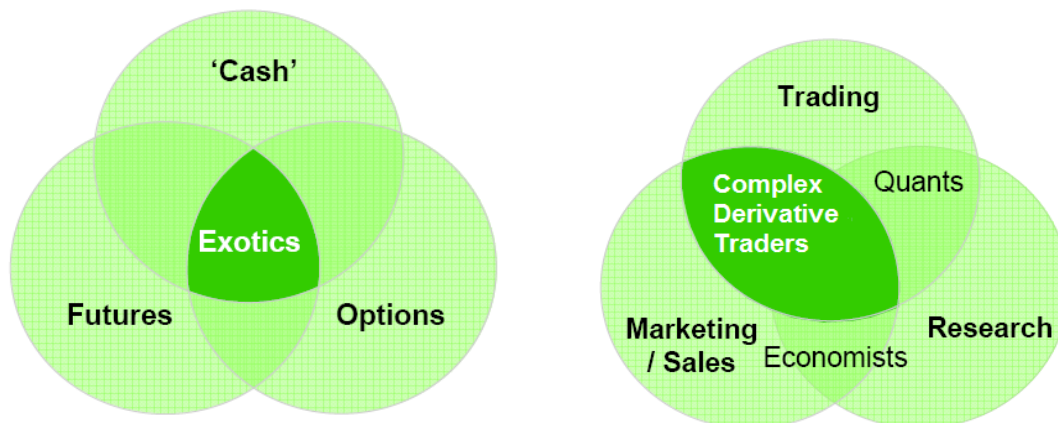 ‘Cash’
Exotics
Futures
Options
Trading
Complex
Derivative
Traders
Quants
Marketing
/ Sales
Economists
Research